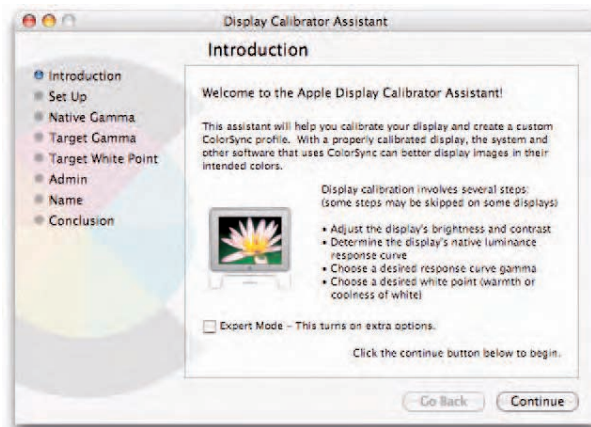 Display Calibrator Assistant
Introduction
Introduction
Set Up
Native Gamma
Target Gamma
Target White Point
Admin
Name
Conclusion
Welcome to the Apple Display Calibrator Assistant!
This assistant will help you calibrate your display and create a custom
ColorSync profile. With a properly calibrated display, the system and
other software that uses ColorSync can better display images in their
intended colors.
Display calibration involves several steps:
(some steps may be skipped on some displays)
• Adjust the display's brightness and contrast
• Determine the display's native luminance
response curve
• Choose a desired response curve gamma
• Choose a desired white point (warmth or
coolness of white)
Expert Mode – This turns on extra options.
Click the continue button below to begin.
Go Back
Continue